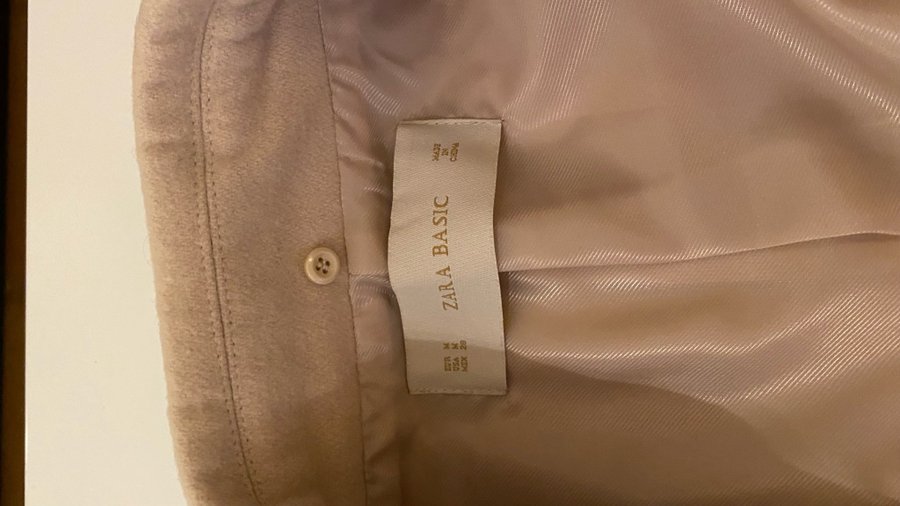 EUR M
USA M
MEX 28
ZARA BASIC
MADE
IN
CHINA